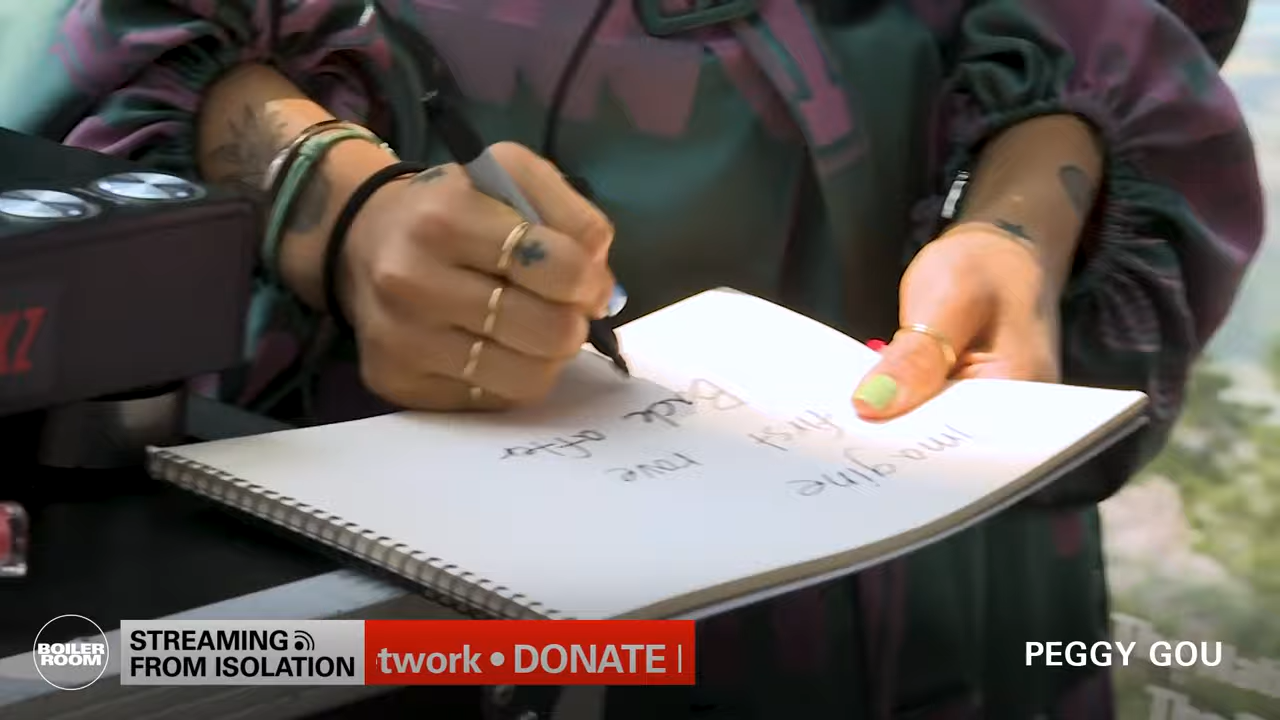 imagine
first rave
Back after
BOILER ROOM
STREAMING
FROM ISOLATION
twork • DONATE |
PEGGY GOU